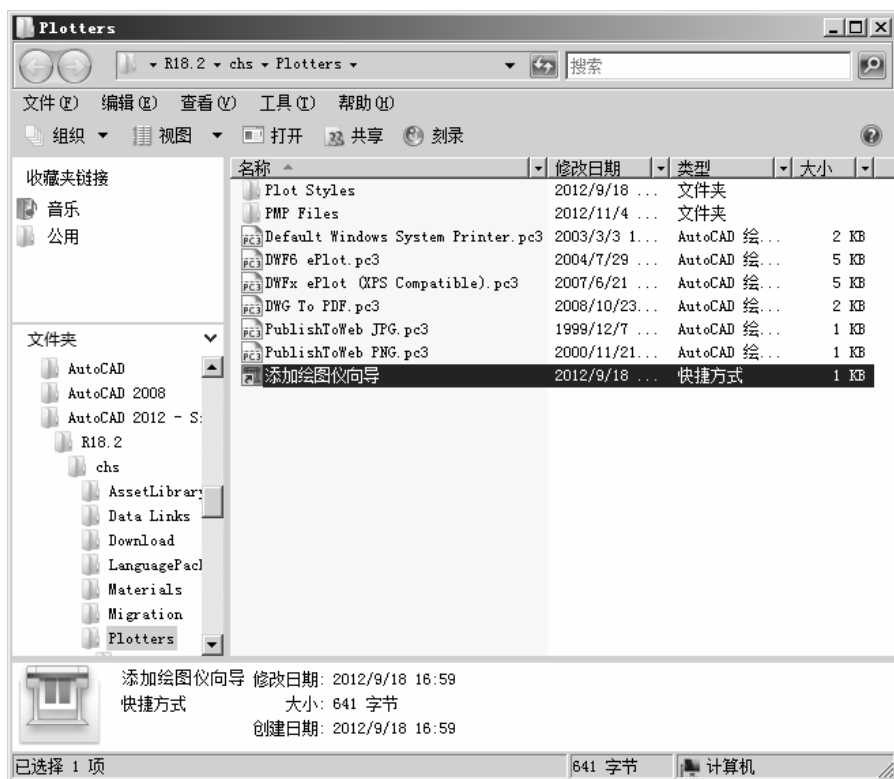 Plotters
R18.2 chs Plotters
搜索
文件(F) 编辑(E) 查看(V) 工具(T) 帮助(H)
组织 视图 打开 共享 刻录
收藏夹链接
音乐
公用
文件夹
AutoCAD
AutoCAD 2008
AutoCAD 2012 - S
R18.2
chs
AssetLibrary
Data Links
Download
LanguagePac
Materials
Migration
Plotters
名称 修改日期 类型 大小
Plot Styles 2012/9/18 ... 文件夹
PMP Files 2012/11/4 ... 文件夹
Default Windows System Printer.pc3 2003/3/3 1... AutoCAD 绘... 2 KB
DWF6 ePlot.pc3 2004/7/29 ... AutoCAD 绘... 5 KB
DWFx ePlot (XPS Compatible).pc3 2007/6/21 ... AutoCAD 绘... 5 KB
DWG To PDF.pc3 2008/10/23... AutoCAD 绘... 2 KB
PublishToWeb JPG.pc3 1999/12/7 ... AutoCAD 绘... 1 KB
PublishToWeb PNG.pc3 2000/11/21... AutoCAD 绘... 1 KB
添加绘图仪向导 2012/9/18 ... 快捷方式 1 KB
添加绘图仪向导 修改日期: 2012/9/18 16:59
快捷方式 大小: 641 字节
创建日期: 2012/9/18 16:59
已选择 1 项 641 字节 计算机